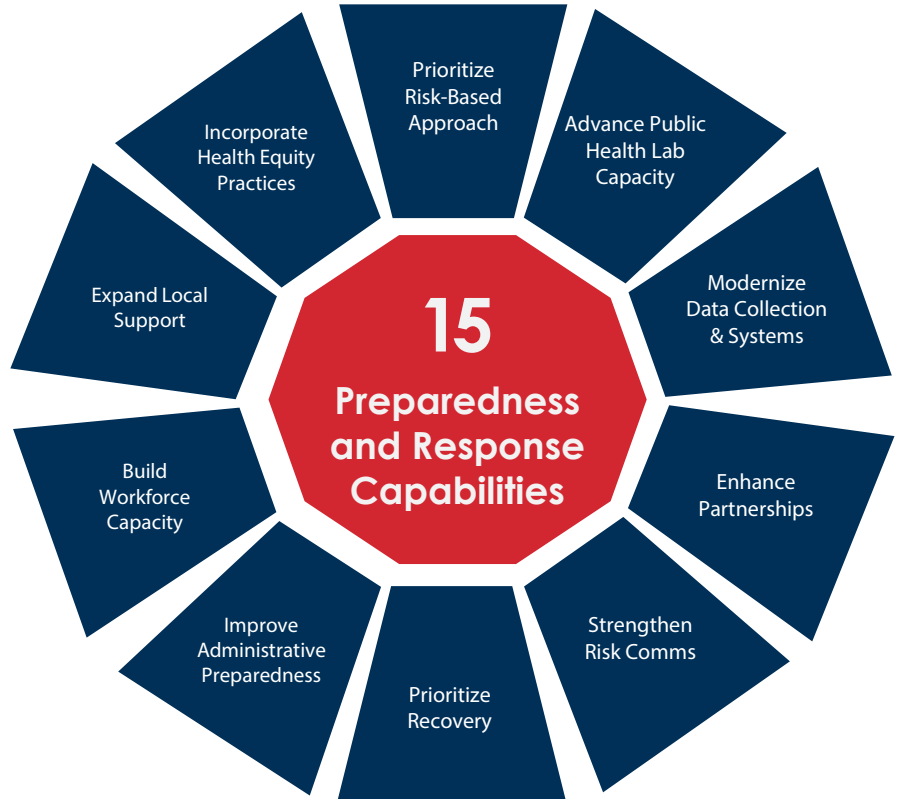 Prioritize
Risk-Based
Approach
Advance Public
Health Lab
Capacity
Modernize
Data Collection
& Systems
Enhance
Partnerships
Strengthen
Risk Comms
Prioritize
Recovery
Improve
Administrative
Preparedness
Build
Workforce
Capacity
Expand Local
Support
Incorporate
Health Equity
Practices
15
Preparedness
and Response
Capabilities